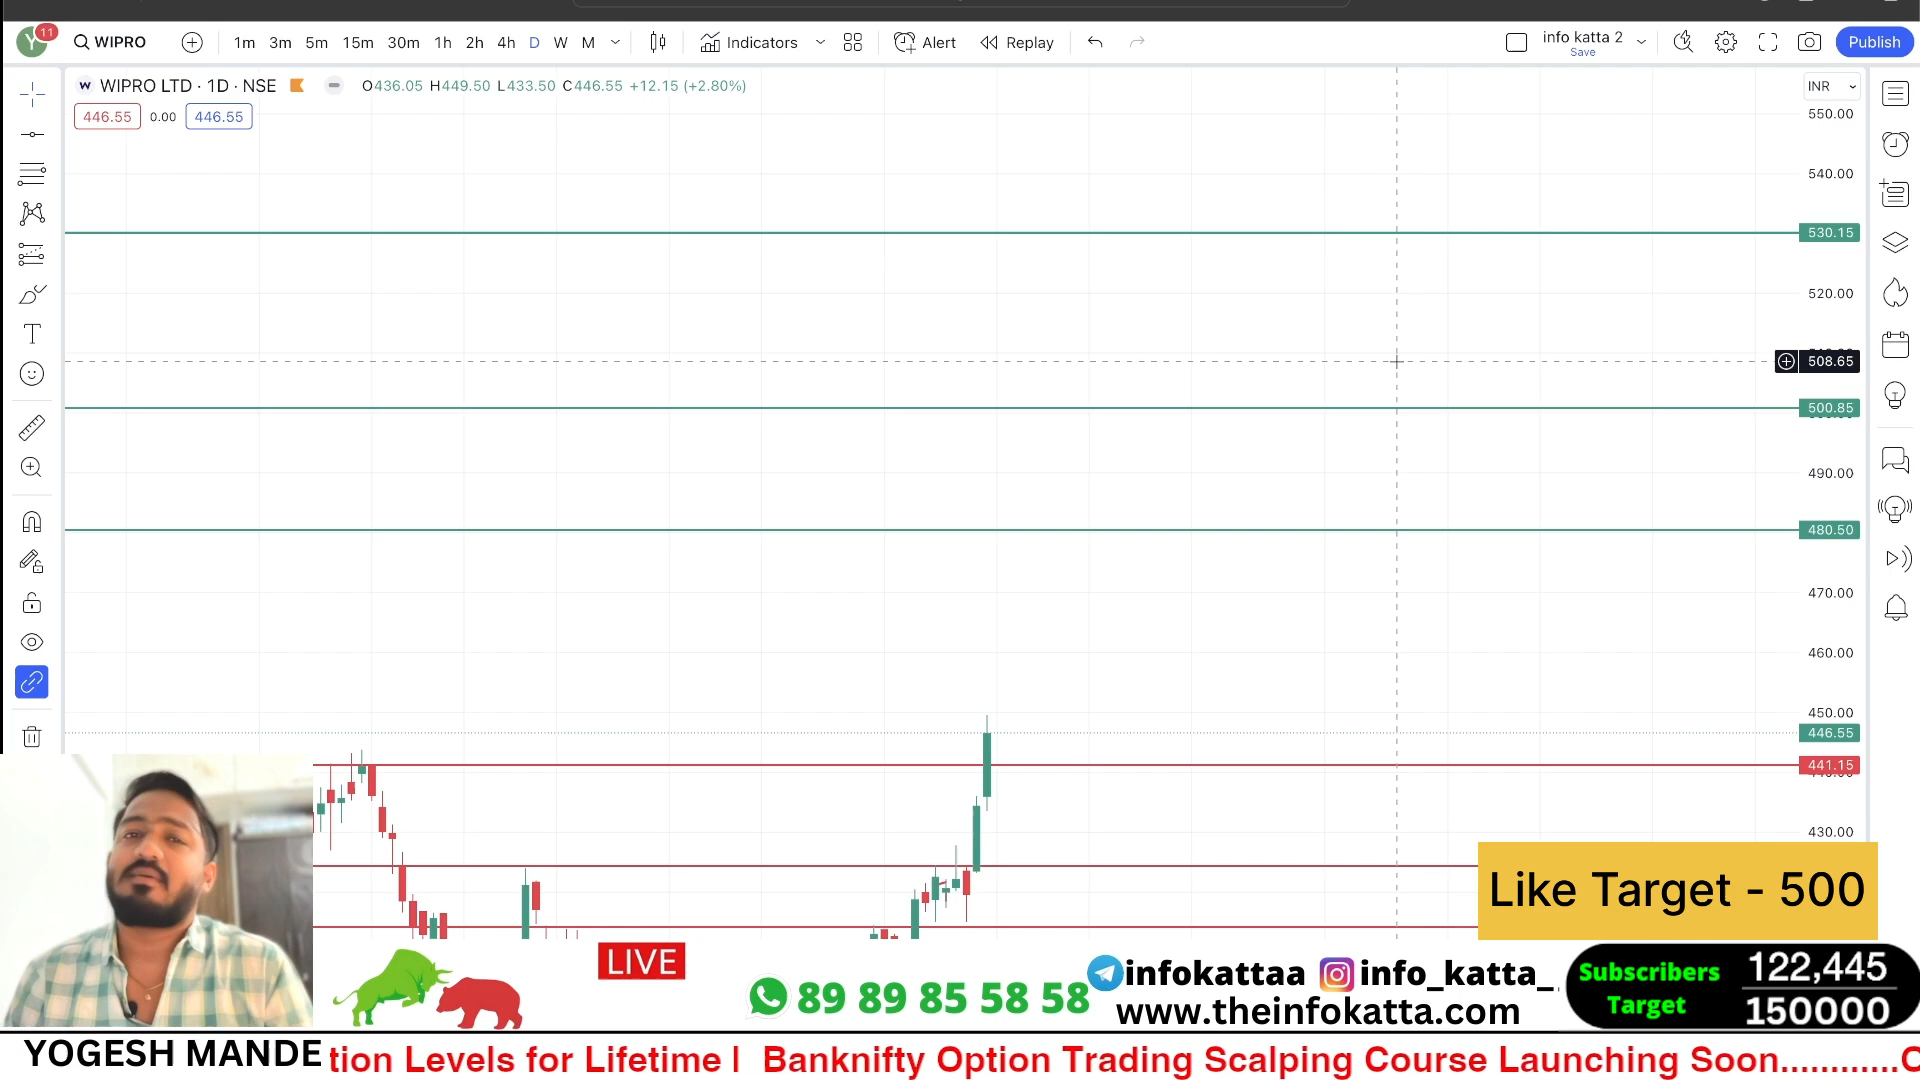 Y 11 WIPRO 1m 3m 5m 15m 30m 1h 2h 4h D W M Indicators Alert Replay info katta 2 Save Publish
W WIPRO LTD · 1D · NSE O436.05 H449.50 L433.50 C446.55 +12.15 (+2.80%) INR
446.55 0.00 446.55
550.00
540.00
530.15
520.00
508.65
500.85
490.00
480.50
470.00
460.00
450.00
446.55
441.15
430.00
Like Target - 500
LIVE
89 89 85 58 58
infokattaa info_katta_
www.theinfokatta.com
Subscribers Target
122,445
150000
YOGESH MANDE
tion Levels for Lifetime | Banknifty Option Trading Scalping Course Launching Soon............